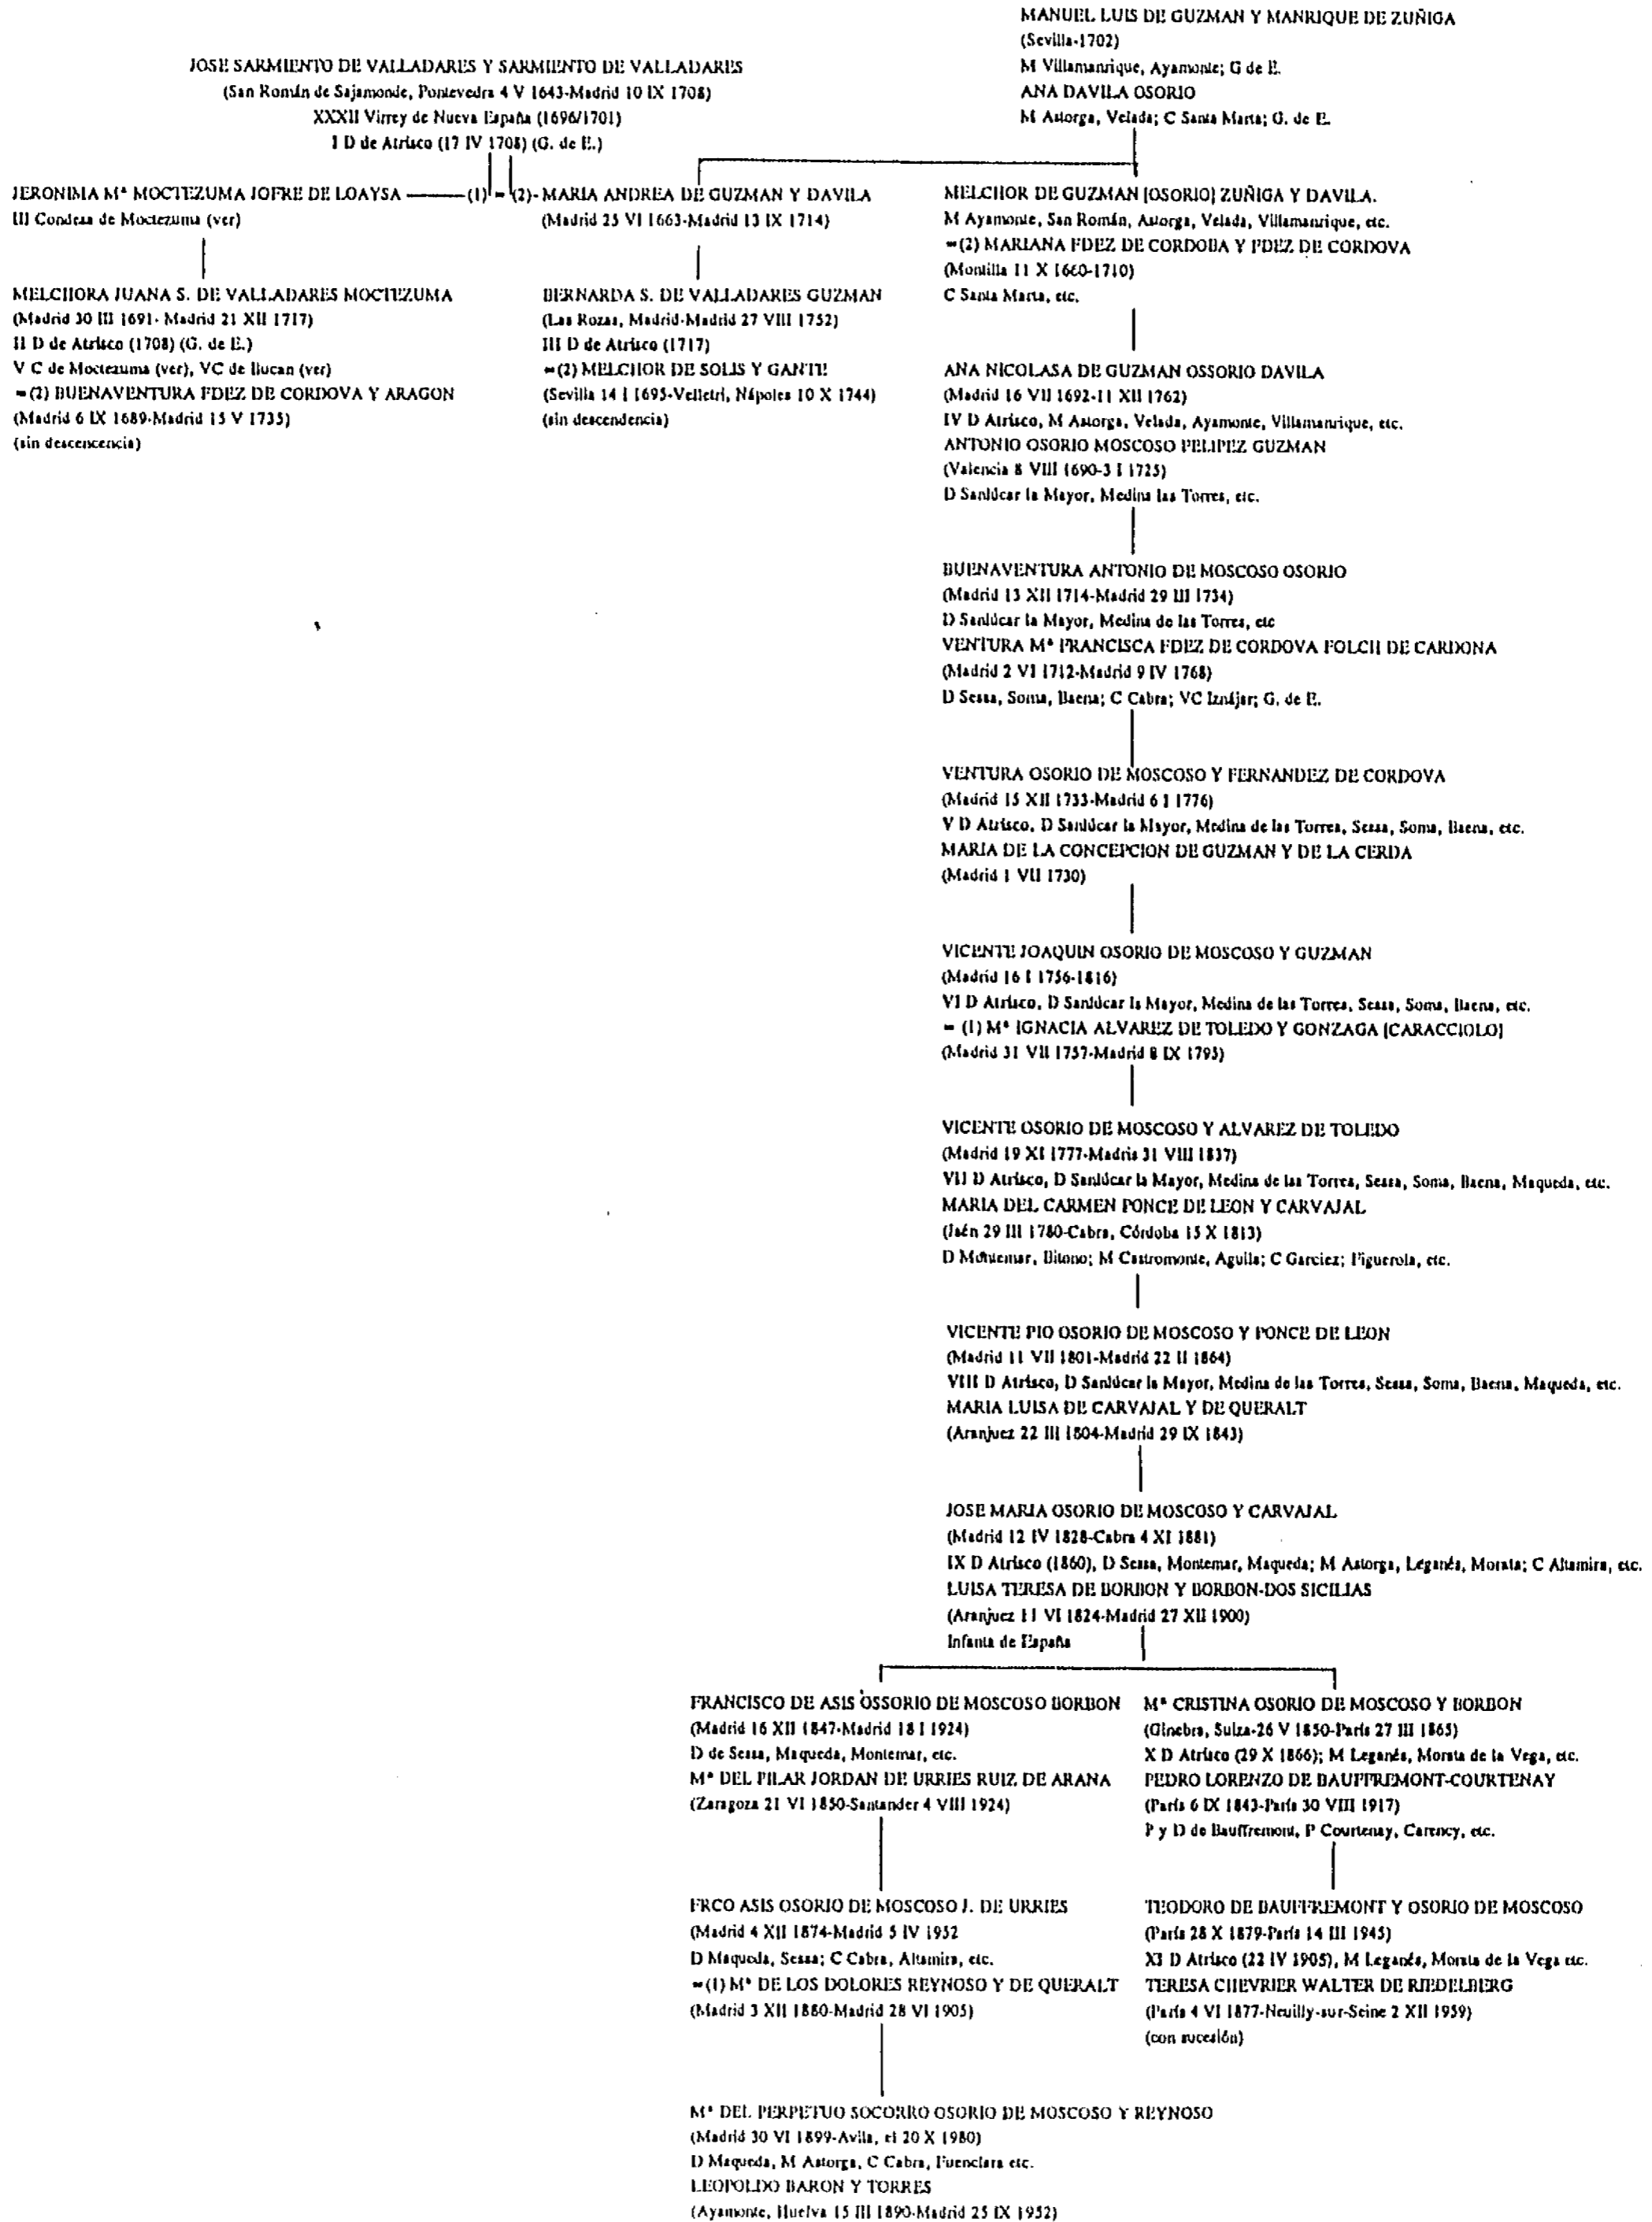 MANUEL LUIS DE GUZMAN Y MANRIQUE DE ZUÑIGA
(Sevilla-1702)
M Villamanrique, Ayamonte; G de E.
ANA DAVILA OSORIO
M Astorga, Velada; C Santa Marta; G. de E.
JOSE SARMIENTO DE VALLADARES Y SARMIENTO DE VALLADARES
(San Román de Sajamonde, Pontevedra 4 V 1643-Madrid 10 IX 1708)
XXXII Virrey de Nueva España (1696/1701)
I D de Atrisco (17 IV 1708) (G. de E.)
JERONIMA Mª MOCTEZUMA JOFRE DE LOAYSA (1) = (2)- MARIA ANDREA DE GUZMAN Y DAVILA
III Condesa de Moctezuma (ver)
(Madrid 25 VI 1663-Madrid 13 IX 1714)
MELCHOR DE GUZMAN [OSORIO] ZUÑIGA Y DAVILA.
M Ayamonte, San Román, Astorga, Velada, Villamanrique, etc.
=(2) MARIANA FDEZ DE CORDOBA Y FDEZ DE CORDOVA
(Montilla 11 X 1660-1710)
C Santa Marta, etc.
MELCHORA JUANA S. DE VALLADARES MOCTEZUMA
(Madrid 30 III 1691- Madrid 21 XII 1717)
II D de Atrisco (1708) (G. de E.)
V C de Moctezuma (ver), VC de Ilucan (ver)
=(2) BUENAVENTURA FDEZ DE CORDOVA Y ARAGON
(Madrid 6 IX 1689-Madrid 15 V 1735)
(sin descencencia)
BERNARDA S. DE VALLADARES GUZMAN
(Las Rozas, Madrid-Madrid 27 VIII 1752)
III D de Atrisco (1717)
=(2) MELCHOR DE SOLIS Y GANTE
(Sevilla 14 I 1695-Velletri, Nápoles 10 X 1744)
(sin descendencia)
ANA NICOLASA DE GUZMAN OSSORIO DAVILA
(Madrid 16 VII 1692-11 XII 1762)
IV D Atrisco, M Astorga, Velada, Ayamonte, Villamanrique, etc.
ANTONIO OSORIO MOSCOSO FELIPEZ GUZMAN
(Valencia 8 VIII 1690-3 I 1725)
D Sanlúcar la Mayor, Medina las Torres, etc.
BUENAVENTURA ANTONIO DE MOSCOSO OSORIO
(Madrid 13 XII 1714-Madrid 29 III 1734)
D Sanlúcar la Mayor, Medina de las Torres, etc
VENTURA Mª FRANCISCA FDEZ DE CORDOVA FOLCH DE CARDONA
(Madrid 2 VI 1712-Madrid 9 IV 1768)
D Sessa, Soma, Baena; C Cabra; VC Iznájar; G. de E.
VENTURA OSORIO DE MOSCOSO Y FERNANDEZ DE CORDOVA
(Madrid 15 XII 1733-Madrid 6 I 1776)
V D Atrisco, D Sanlúcar la Mayor, Medina de las Torres, Sessa, Soma, Baena, etc.
MARIA DE LA CONCEPCION DE GUZMAN Y DE LA CERDA
(Madrid 1 VII 1730)
VICENTE JOAQUIN OSORIO DE MOSCOSO Y GUZMAN
(Madrid 16 I 1756-1816)
VI D Atrisco, D Sanlúcar la Mayor, Medina de las Torres, Sessa, Soma, Baena, etc.
= (1) Mª IGNACIA ALVAREZ DE TOLEDO Y GONZAGA [CARACCIOLO]
(Madrid 31 VII 1757-Madrid 8 IX 1795)
VICENTE OSORIO DE MOSCOSO Y ALVAREZ DE TOLEDO
(Madrid 19 XI 1777-Madris 31 VIII 1837)
VII D Atrisco, D Sanlúcar la Mayor, Medina de las Torres, Sessa, Soma, Baena, Maqueda, etc.
MARIA DEL CARMEN PONCE DE LEON Y CARVAJAL
(Jaén 29 III 1780-Cabra, Córdoba 15 X 1813)
D Montemar, Bitono; M Castromonte, Aguila; C Garciez; Figuerola, etc.
VICENTE PIO OSORIO DE MOSCOSO Y PONCE DE LEON
(Madrid 11 VII 1801-Madrid 22 II 1864)
VIII D Atrisco, D Sanlúcar la Mayor, Medina de las Torres, Sessa, Soma, Baena, Maqueda, etc.
MARIA LUISA DE CARVAJAL Y DE QUERALT
(Aranjuez 22 III 1804-Madrid 29 IX 1843)
JOSE MARIA OSORIO DE MOSCOSO Y CARVAJAL
(Madrid 12 IV 1828-Cabra 4 XI 1881)
IX D Atrisco (1860), D Sessa, Montemar, Maqueda; M Astorga, Léganés, Morata; C Altamira, etc.
LUISA TERESA DE BORBON Y BORBON-DOS SICILIAS
(Aranjuez 11 VI 1824-Madrid 27 XII 1900)
Infanta de España
FRANCISCO DE ASIS OSSORIO DE MOSCOSO BORBON
(Madrid 16 XII 1847-Madrid 18 I 1924)
D de Sessa, Maqueda, Montemar, etc.
Mª DEL PILAR JORDAN DE URRIES RUIZ DE ARANA
(Zaragoza 21 VI 1850-Santander 4 VIII 1924)
Mª CRISTINA OSORIO DE MOSCOSO Y BORBON
(Ginebra, Suiza-26 V 1850-París 27 III 1865)
X D Atrisco (29 X 1866); M Leganés, Morata de la Vega, etc.
PEDRO LORENZO DE BAUFFREMONT-COURTENAY
(París 6 IX 1843-París 30 VIII 1917)
P y D de Bauffremont, P Courtenay, Carency, etc.
FRCO ASIS OSORIO DE MOSCOSO J. DE URRIES
(Madrid 4 XII 1874-Madrid 5 IV 1952
D Maqueda, Sessa; C Cabra, Altamira, etc.
=(1) Mª DE LOS DOLORES REYNOSO Y DE QUERALT
(Madrid 3 XII 1880-Madrid 28 VI 1905)
TEODORO DE BAUFFREMONT Y OSORIO DE MOSCOSO
(París 28 X 1879-París 14 III 1945)
XI D Atrisco (22 IV 1905), M Leganés, Morata de la Vega etc.
TERESA CHEVRIER WALTER DE RIEDELBERG
(París 4 VI 1877-Neuilly-sur-Seine 2 XII 1959)
(con sucesión)
Mª DEL PERPETUO SOCORRO OSORIO DE MOSCOSO Y REYNOSO
(Madrid 30 VI 1899-Avila, el 20 X 1980)
D Maqueda, M Astorga, C Cabra, Fuenclara etc.
LEOPOLDO BARON Y TORRES
(Ayamonte, Huelva 15 III 1890-Madrid 25 IX 1952)